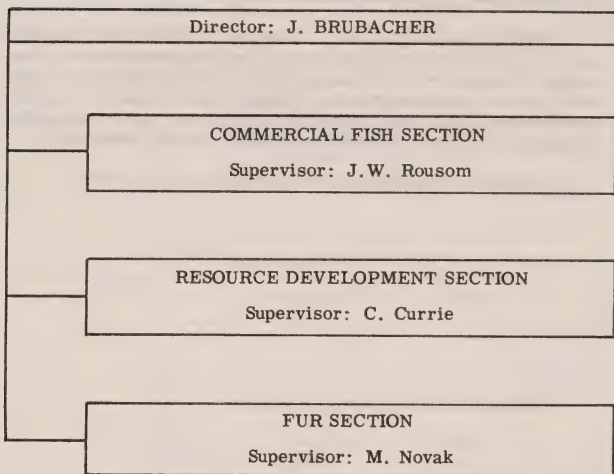 Director: J. BRUBACHER
COMMERCIAL FISH SECTION
Supervisor: J.W. Rousom
RESOURCE DEVELOPMENT SECTION
Supervisor: C. Currie
FUR SECTION
Supervisor: M. Novak